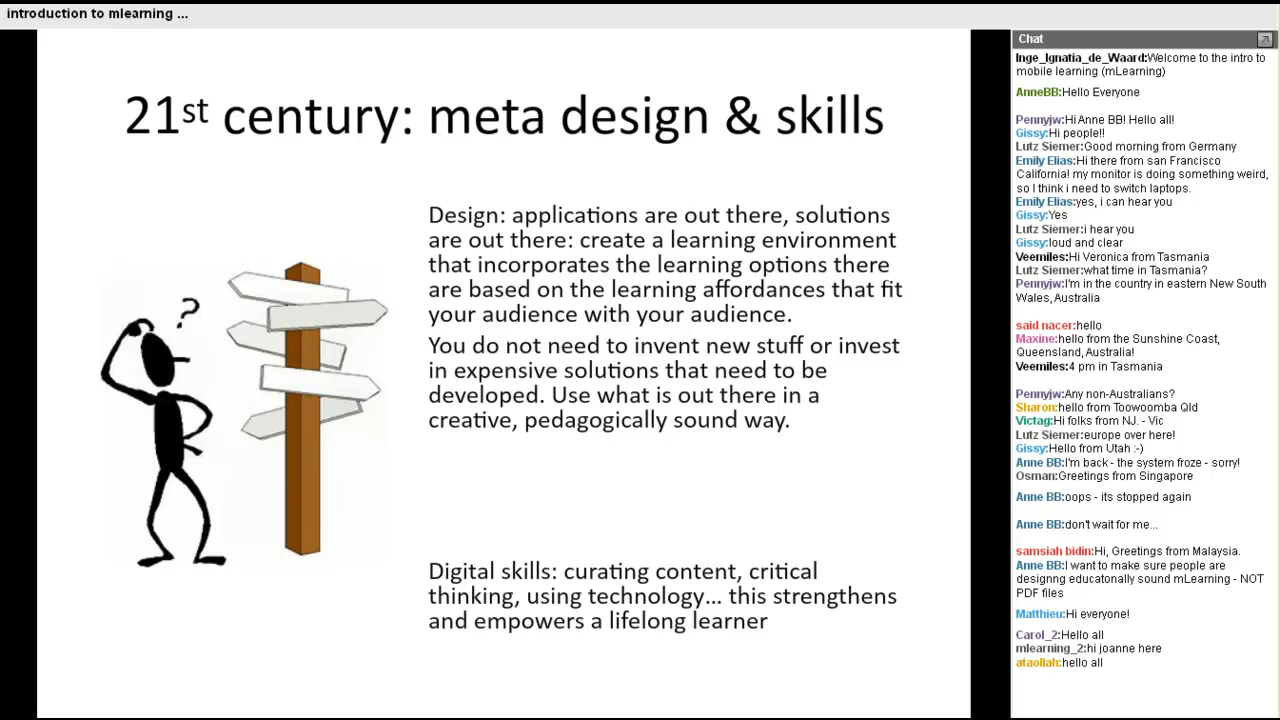 introduction to mlearning ...
21st century: meta design & skills
Design: applications are out there, solutions
are out there: create a learning environment
that incorporates the learning options there
are based on the learning affordances that fit
your audience with your audience.
You do not need to invent new stuff or invest
in expensive solutions that need to be
developed. Use what is out there in a
creative, pedagogically sound way.
?
Digital skills: curating content, critical
thinking, using technology... this strengthens
and empowers a lifelong learner
Chat
Inge_Ignatia_de_Waard:Welcome to the intro to
mobile learning (mLearning)
AnneBB:Hello Everyone
Pennyjw:Hi Anne BB! Hello all!
Gissy:Hi people!!
Lutz Siemer:Good morning from Germany
Emily Elias:Hi there from san Francisco
California! my monitor is doing something weird,
so I think i need to switch laptops.
Emily Elias:yes, i can hear you
Gissy:Yes
Lutz Siemer:i hear you
Gissy:loud and clear
Veemiles:Hi Veronica from Tasmania
Lutz Siemer:what time in Tasmania?
Pennyjw:I'm in the country in eastern New South
Wales, Australia
said nacer:hello
Maxine:hello from the Sunshine Coast,
Queensland, Australia!
Veemiles:4 pm in Tasmania
Pennyjw:Any non-Australians?
Sharon:hello from Toowoomba Qld
Victag:Hi folks from NJ. - Vic
Lutz Siemer:europe over here!
Gissy:Hello from Utah :-)
Anne BB:I'm back - the system froze - sorry!
Osman:Greetings from Singapore
Anne BB:oops - its stopped again
Anne BB:don't wait for me...
samsiah bidin:Hi, Greetings from Malaysia.
Anne BB:I want to make sure people are
designng educatonally sound mLearning - NOT
PDF files
Matthieu:Hi everyone!
Carol_2:Hello all
mlearning_2:hi joanne here
ataollah:hello all